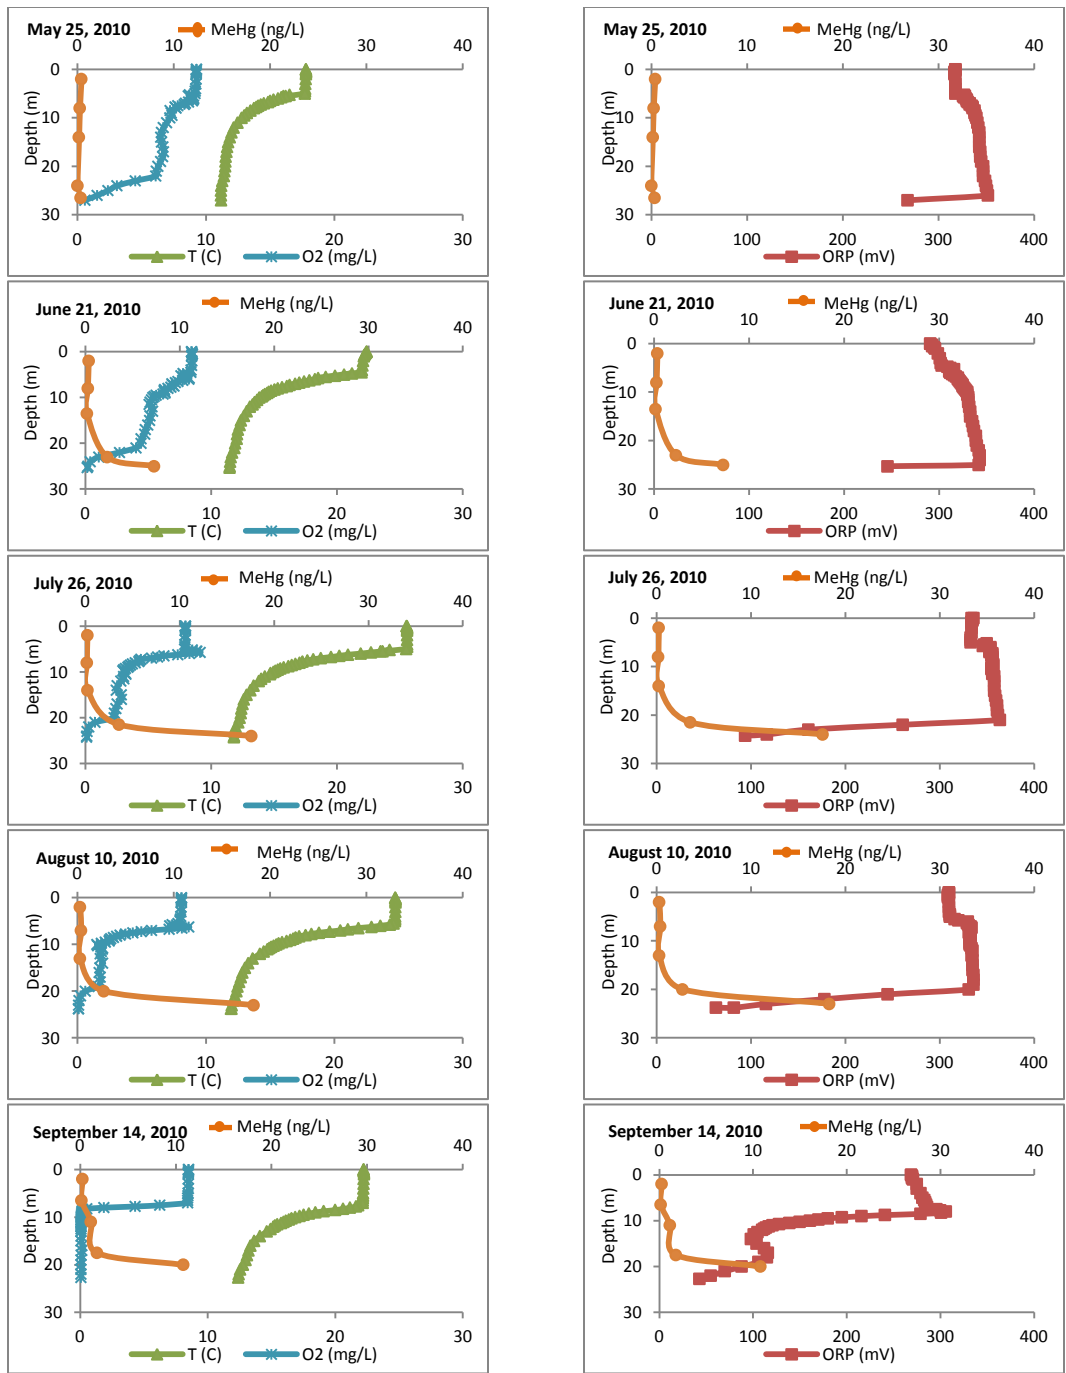 May 25, 2010 MeHg (ng/L)
0 10 20 30 40
0
10
20
30
Depth (m)
0 10 20 30
T (C) O2 (mg/L)
May 25, 2010 MeHg (ng/L)
0 10 20 30 40
0
10
20
30
Depth (m)
0 100 200 300 400
ORP (mV)
June 21, 2010 MeHg (ng/L)
0 10 20 30 40
0
10
20
30
Depth (m)
0 10 20 30
T (C) O2 (mg/L)
June 21, 2010 MeHg (ng/L)
0 10 20 30 40
0
10
20
30
Depth (m)
0 100 200 300 400
ORP (mV)
July 26, 2010 MeHg (ng/L)
0 10 20 30 40
0
10
20
30
Depth (m)
0 10 20 30
T (C) O2 (mg/L)
July 26, 2010 MeHg (ng/L)
0 10 20 30 40
0
10
20
30
Depth (m)
0 100 200 300 400
ORP (mV)
August 10, 2010 MeHg (ng/L)
0 10 20 30 40
0
10
20
30
Depth (m)
0 10 20 30
T (C) O2 (mg/L)
August 10, 2010 MeHg (ng/L)
0 10 20 30 40
0
10
20
30
Depth (m)
0 100 200 300 400
ORP (mV)
September 14, 2010 MeHg (ng/L)
0 10 20 30 40
0
10
20
30
Depth (m)
0 10 20 30
T (C) O2 (mg/L)
September 14, 2010 MeHg (ng/L)
0 10 20 30 40
0
10
20
30
Depth (m)
0 100 200 300 400
ORP (mV)